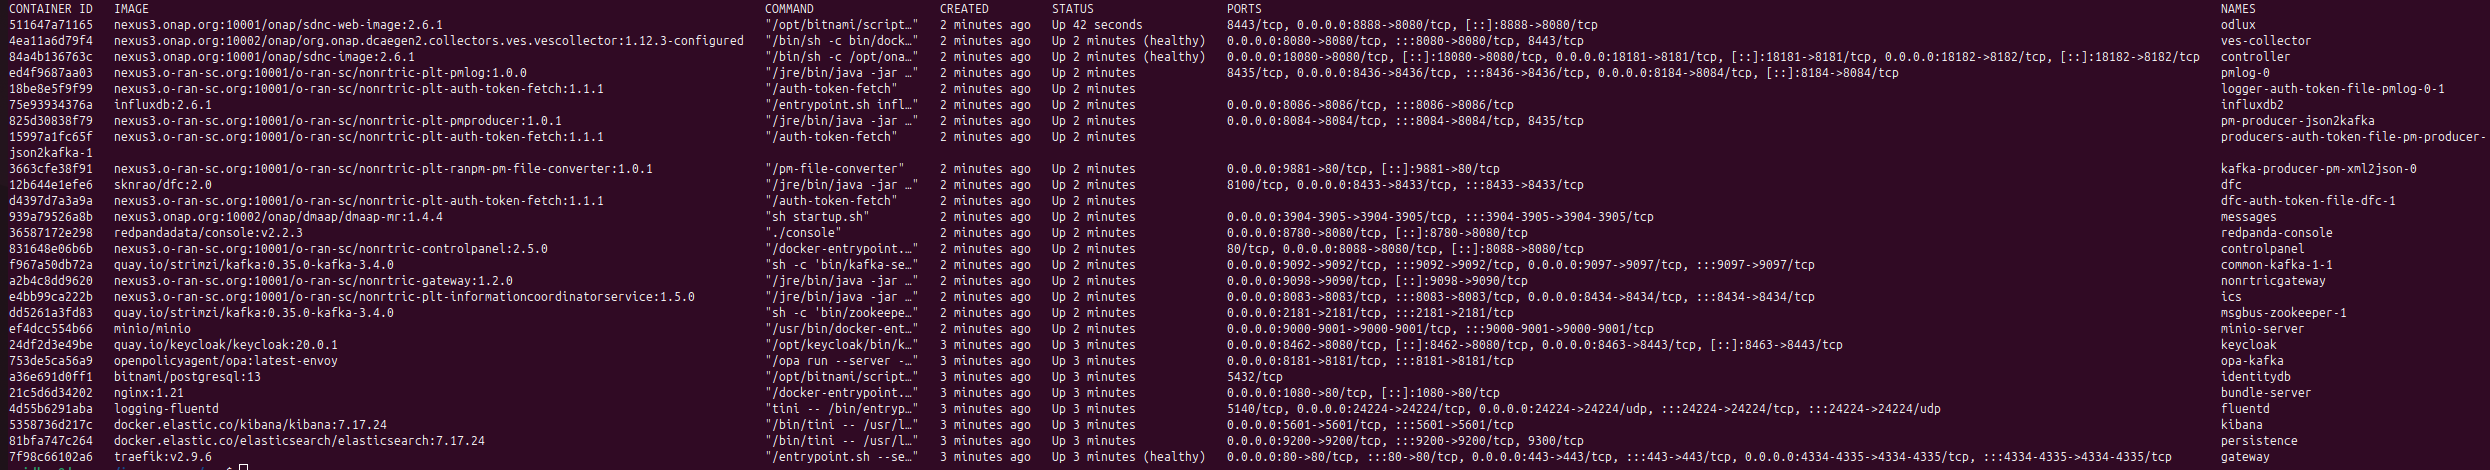 CONTAINER ID   IMAGE   COMMAND   CREATED   STATUS   PORTS   NAMES
511647a71165   nexus3.onap.org:10001/onap/sdnc-web-image:2.6.1   "/opt/bitnami/script…"   2 minutes ago   Up 42 seconds   8443/tcp, 0.0.0.0:8888->8080/tcp, [::]:8888->8080/tcp   odlux
4ea11a6d79f4   nexus3.onap.org:10002/onap/org.onap.dcaegen2.collectors.ves.vescollector:1.12.3-configured   "/bin/sh -c bin/dock…"   2 minutes ago   Up 2 minutes (healthy)   0.0.0.0:8080->8080/tcp, :::8080->8080/tcp, 8443/tcp   ves-collector
84a4b136763c   nexus3.onap.org:10001/onap/sdnc-image:2.6.1   "/bin/sh -c /opt/ona…"   2 minutes ago   Up 2 minutes (healthy)   0.0.0.0:18080->8080/tcp, [::]:18080->8080/tcp, 0.0.0.0:18181->8181/tcp, [::]:18181->8181/tcp, 0.0.0.0:18182->8182/tcp, [::]:18182->8182/tcp   controller
ed4f9687aa03   nexus3.o-ran-sc.org:10001/o-ran-sc/nonrtric-plt-pmlog:1.0.0   "/jre/bin/java -jar …"   2 minutes ago   Up 2 minutes   8435/tcp, 0.0.0.0:8436->8436/tcp, :::8436->8436/tcp, 0.0.0.0:8184->8084/tcp, [::]:8184->8084/tcp   pmlog-0
18be8e5f9f99   nexus3.o-ran-sc.org:10001/o-ran-sc/nonrtric-plt-auth-token-fetch:1.1.1   "/auth-token-fetch"   2 minutes ago   Up 2 minutes   logger-auth-token-file-pmlog-0-1
75e93934376a   influxdb:2.6.1   "/entrypoint.sh infl…"   2 minutes ago   Up 2 minutes   0.0.0.0:8086->8086/tcp, :::8086->8086/tcp   influxdb2
825d30838f79   nexus3.o-ran-sc.org:10001/o-ran-sc/nonrtric-plt-pmproducer:1.0.1   "/jre/bin/java -jar …"   2 minutes ago   Up 2 minutes   0.0.0.0:8084->8084/tcp, :::8084->8084/tcp, 8435/tcp   pm-producer-json2kafka
15997a1fc65f   nexus3.o-ran-sc.org:10001/o-ran-sc/nonrtric-plt-auth-token-fetch:1.1.1   "/auth-token-fetch"   2 minutes ago   Up 2 minutes   producers-auth-token-file-pm-producer-
json2kafka-1
3663cfe38f91   nexus3.o-ran-sc.org:10001/o-ran-sc/nonrtric-plt-ranpm-pm-file-converter:1.0.1   "/pm-file-converter"   2 minutes ago   Up 2 minutes   0.0.0.0:9881->80/tcp, [::]:9881->80/tcp   kafka-producer-pm-xml2json-0
12b644e1efe6   sknrao/dfc:2.0   "/jre/bin/java -jar …"   2 minutes ago   Up 2 minutes   8100/tcp, 0.0.0.0:8433->8433/tcp, :::8433->8433/tcp   dfc
d4397d7a3a9a   nexus3.o-ran-sc.org:10001/o-ran-sc/nonrtric-plt-auth-token-fetch:1.1.1   "/auth-token-fetch"   2 minutes ago   Up 2 minutes   dfc-auth-token-file-dfc-1
939a79526a8b   nexus3.onap.org:10002/onap/dmaap/dmaap-mr:1.4.4   "sh startup.sh"   2 minutes ago   Up 2 minutes   0.0.0.0:3904-3905->3904-3905/tcp, :::3904-3905->3904-3905/tcp   messages
36587172e298   redpandadata/console:v2.2.3   "./console"   2 minutes ago   Up 2 minutes   0.0.0.0:8780->8080/tcp, [::]:8780->8080/tcp   redpanda-console
831648e06b6b   nexus3.o-ran-sc.org:10001/o-ran-sc/nonrtric-controlpanel:2.5.0   "/docker-entrypoint.…"   2 minutes ago   Up 2 minutes   80/tcp, 0.0.0.0:8088->8080/tcp, [::]:8088->8080/tcp   controlpanel
f967a50db72a   quay.io/strimzi/kafka:0.35.0-kafka-3.4.0   "sh -c 'bin/kafka-se…"   2 minutes ago   Up 2 minutes   0.0.0.0:9092->9092/tcp, :::9092->9092/tcp, 0.0.0.0:9097->9097/tcp, :::9097->9097/tcp   common-kafka-1-1
a2b4c8dd9620   nexus3.o-ran-sc.org:10001/o-ran-sc/nonrtric-gateway:1.2.0   "/jre/bin/java -jar …"   2 minutes ago   Up 2 minutes   0.0.0.0:9098->9090/tcp, [::]:9098->9090/tcp   nonrtricgateway
e4bb99ca222b   nexus3.o-ran-sc.org:10001/o-ran-sc/nonrtric-plt-informationcoordinatorservice:1.5.0   "/jre/bin/java -jar …"   2 minutes ago   Up 2 minutes   0.0.0.0:8083->8083/tcp, :::8083->8083/tcp, 0.0.0.0:8434->8434/tcp, :::8434->8434/tcp   ics
dd5261a3fd83   quay.io/strimzi/kafka:0.35.0-kafka-3.4.0   "sh -c 'bin/zookeepe…"   2 minutes ago   Up 2 minutes   0.0.0.0:2181->2181/tcp, :::2181->2181/tcp   msgbus-zookeeper-1
ef4dcc554b66   minio/minio   "/usr/bin/docker-ent…"   2 minutes ago   Up 2 minutes   0.0.0.0:9000-9001->9000-9001/tcp, :::9000-9001->9000-9001/tcp   minio-server
24df2d3e49be   quay.io/keycloak/keycloak:20.0.1   "/opt/keycloak/bin/k…"   3 minutes ago   Up 3 minutes   0.0.0.0:8462->8080/tcp, [::]:8462->8080/tcp, 0.0.0.0:8463->8443/tcp, [::]:8463->8443/tcp   keycloak
753de5ca56a9   openpolicyagent/opa:latest-envoy   "/opa run --server -…"   3 minutes ago   Up 3 minutes   0.0.0.0:8181->8181/tcp, :::8181->8181/tcp   opa-kafka
a36e691d0ff1   bitnami/postgresql:13   "/opt/bitnami/script…"   3 minutes ago   Up 3 minutes   5432/tcp   identitydb
21c5d6d34202   nginx:1.21   "/docker-entrypoint.…"   3 minutes ago   Up 3 minutes   0.0.0.0:1080->80/tcp, [::]:1080->80/tcp   bundle-server
4d55b6291aba   logging-fluentd   "tini -- /bin/entryp…"   3 minutes ago   Up 3 minutes   5140/tcp, 0.0.0.0:24224->24224/tcp, 0.0.0.0:24224->24224/udp, :::24224->24224/tcp, :::24224->24224/udp   fluentd
5358736d217c   docker.elastic.co/kibana/kibana:7.17.24   "/bin/tini -- /usr/l…"   3 minutes ago   Up 3 minutes   0.0.0.0:5601->5601/tcp, :::5601->5601/tcp   kibana
81bfa747c264   docker.elastic.co/elasticsearch/elasticsearch:7.17.24   "/bin/tini -- /usr/l…"   3 minutes ago   Up 3 minutes   0.0.0.0:9200->9200/tcp, :::9200->9200/tcp, 9300/tcp   persistence
7f98c66102a6   traefik:v2.9.6   "/entrypoint.sh --se…"   3 minutes ago   Up 3 minutes (healthy)   0.0.0.0:80->80/tcp, :::80->80/tcp, 0.0.0.0:443->443/tcp, :::443->443/tcp, 0.0.0.0:4334-4335->4334-4335/tcp, :::4334-4335->4334-4335/tcp   gateway